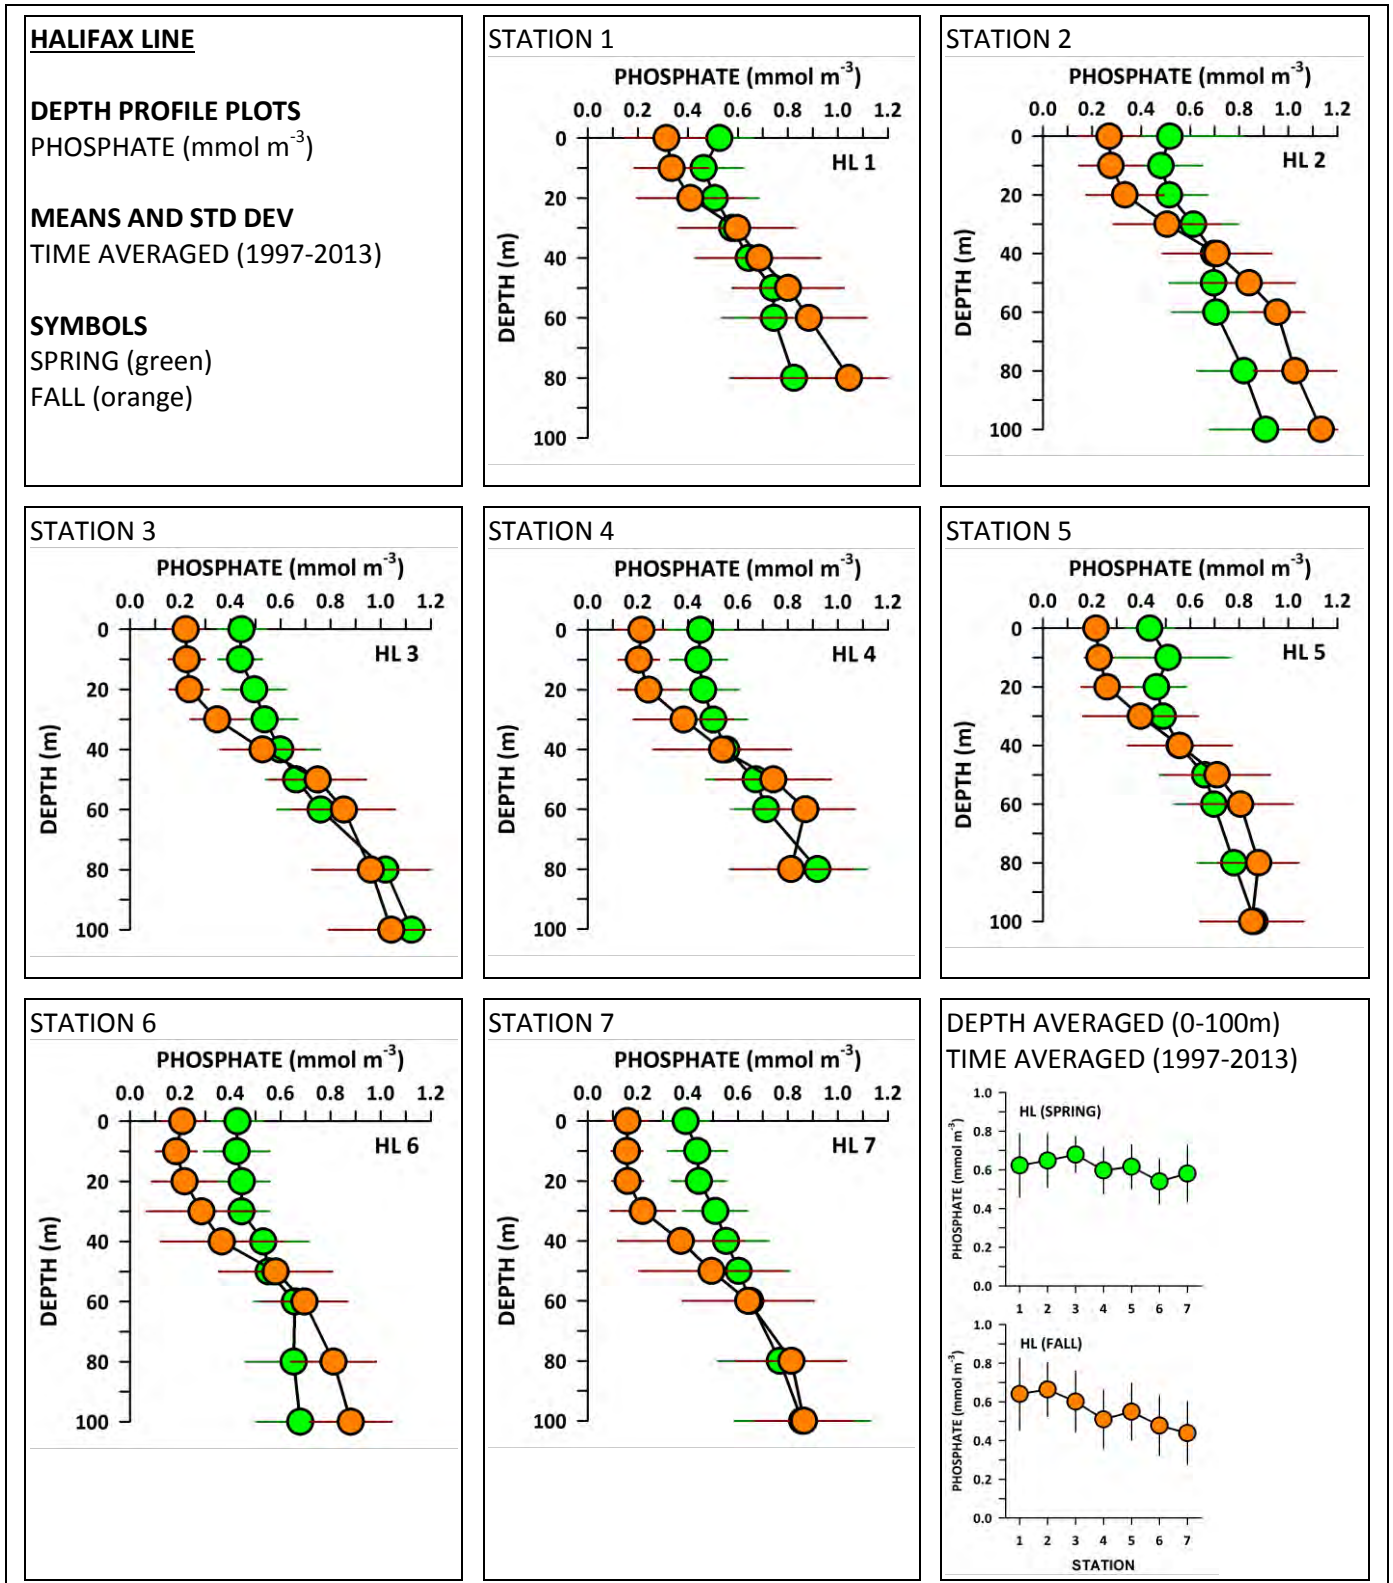 HALIFAX LINE
DEPTH PROFILE PLOTS
PHOSPHATE (mmol m-3)
MEANS AND STD DEV
TIME AVERAGED (1997-2013)
SYMBOLS
SPRING (green)
FALL (orange)
STATION 1
PHOSPHATE (mmol m-3)
0.0 0.2 0.4 0.6 0.8 1.0 1.2
HL 1
DEPTH (m)
0
20
40
60
80
100
STATION 2
PHOSPHATE (mmol m-3)
0.0 0.2 0.4 0.6 0.8 1.0 1.2
HL 2
DEPTH (m)
0
20
40
60
80
100
STATION 3
PHOSPHATE (mmol m-3)
0.0 0.2 0.4 0.6 0.8 1.0 1.2
HL 3
DEPTH (m)
0
20
40
60
80
100
STATION 4
PHOSPHATE (mmol m-3)
0.0 0.2 0.4 0.6 0.8 1.0 1.2
HL 4
DEPTH (m)
0
20
40
60
80
100
STATION 5
PHOSPHATE (mmol m-3)
0.0 0.2 0.4 0.6 0.8 1.0 1.2
HL 5
DEPTH (m)
0
20
40
60
80
100
STATION 6
PHOSPHATE (mmol m-3)
0.0 0.2 0.4 0.6 0.8 1.0 1.2
HL 6
DEPTH (m)
0
20
40
60
80
100
STATION 7
PHOSPHATE (mmol m-3)
0.0 0.2 0.4 0.6 0.8 1.0 1.2
HL 7
DEPTH (m)
0
20
40
60
80
100
DEPTH AVERAGED (0-100m)
TIME AVERAGED (1997-2013)
HL (SPRING)
PHOSPHATE (mmol m-3)
1.0
0.8
0.6
0.4
0.2
0.0
1 2 3 4 5 6 7
HL (FALL)
PHOSPHATE (mmol m-3)
1.0
0.8
0.6
0.4
0.2
0.0
1 2 3 4 5 6 7
STATION